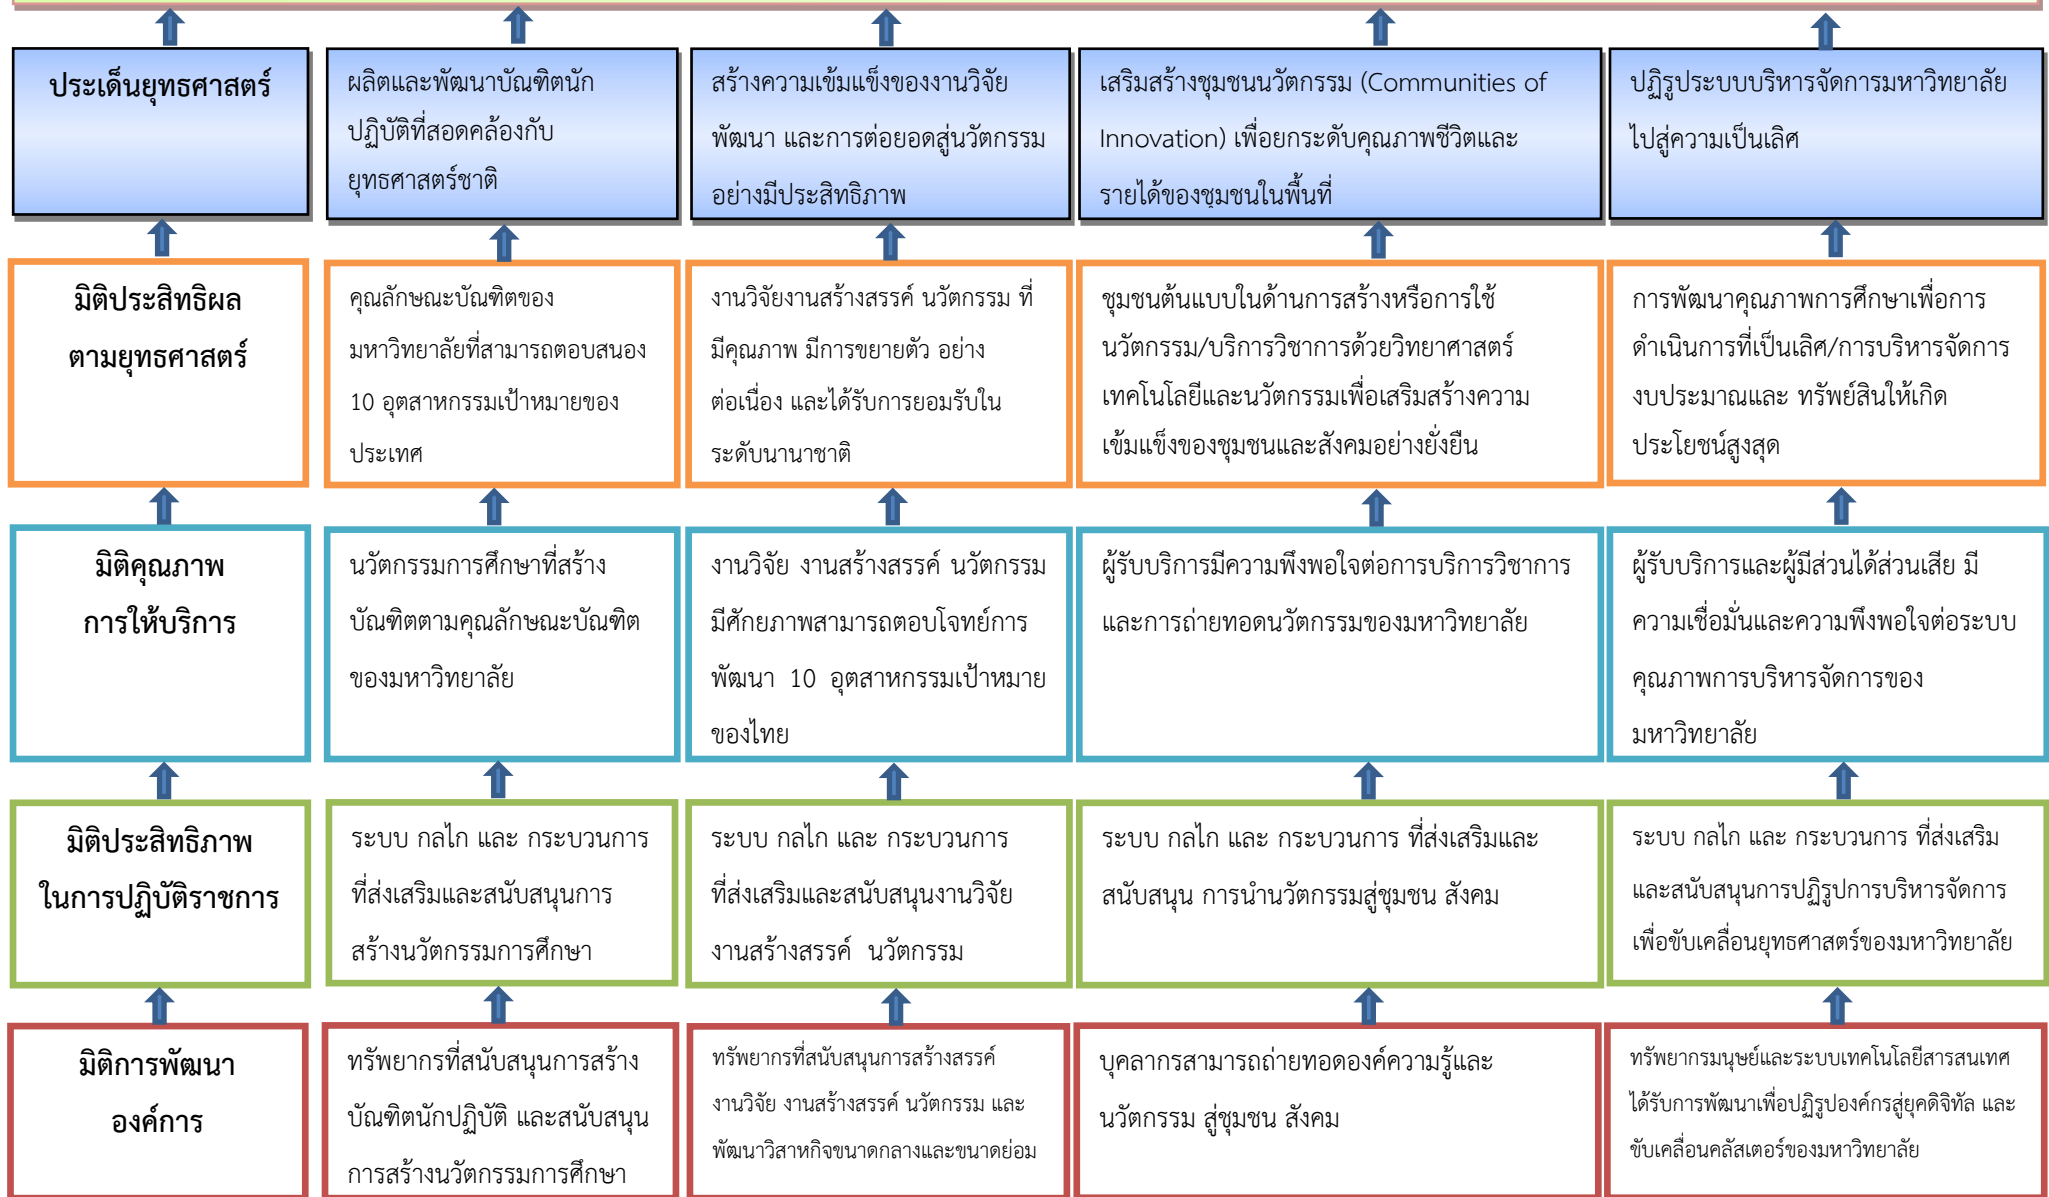 ประเด็นยุทธศาสตร์
ผลิตและพัฒนาบัณฑิตนัก
ปฏิบัติที่สอดคล้องกับ
ยุทธศาสตร์ชาติ
สร้างความเข้มแข็งของงานวิจัย
พัฒนา และการต่อยอดสู่นวัตกรรม
อย่างมีประสิทธิภาพ
เสริมสร้างชุมชนนวัตกรรม (Communities of
Innovation) เพื่อยกระดับคุณภาพชีวิตและ
รายได้ของชุมชนในพื้นที่
ปฏิรูประบบบริหารจัดการมหาวิทยาลัย
ไปสู่ความเป็นเลิศ
มิติประสิทธิผล
ตามยุทธศาสตร์
คุณลักษณะบัณฑิตของ
มหาวิทยาลัยที่สามารถตอบสนอง
10 อุตสาหกรรมเป้าหมายของ
ประเทศ
งานวิจัยงานสร้างสรรค์ นวัตกรรม ที่
มีคุณภาพ มีการขยายตัว อย่าง
ต่อเนื่อง และได้รับการยอมรับใน
ระดับนานาชาติ
ชุมชนต้นแบบในด้านการสร้างหรือการใช้
นวัตกรรม/บริการวิชาการด้วยวิทยาศาสตร์
เทคโนโลยีและนวัตกรรมเพื่อเสริมสร้างความ
เข้มแข็งของชุมชนและสังคมอย่างยั่งยืน
การพัฒนาคุณภาพการศึกษาเพื่อการ
ดำเนินการที่เป็นเลิศ/การบริหารจัดการ
งบประมาณและ ทรัพย์สินให้เกิด
ประโยชน์สูงสุด
มิติคุณภาพ
การให้บริการ
นวัตกรรมการศึกษาที่สร้าง
บัณฑิตตามคุณลักษณะบัณฑิต
ของมหาวิทยาลัย
งานวิจัย งานสร้างสรรค์ นวัตกรรม
มีศักยภาพสามารถตอบโจทย์การ
พัฒนา 10 อุตสาหกรรมเป้าหมาย
ของไทย
ผู้รับบริการมีความพึงพอใจต่อการบริการวิชาการ
และการถ่ายทอดนวัตกรรมของมหาวิทยาลัย
ผู้รับบริการและผู้มีส่วนได้ส่วนเสีย มี
ความเชื่อมั่นและความพึงพอใจต่อระบบ
คุณภาพการบริหารจัดการของ
มหาวิทยาลัย
มิติประสิทธิภาพ
ในการปฏิบัติราชการ
ระบบ กลไก และ กระบวนการ
ที่ส่งเสริมและสนับสนุนการ
สร้างนวัตกรรมการศึกษา
ระบบ กลไก และ กระบวนการ
ที่ส่งเสริมและสนับสนุนงานวิจัย
งานสร้างสรรค์ นวัตกรรม
ระบบ กลไก และ กระบวนการ ที่ส่งเสริมและ
สนับสนุน การนำนวัตกรรมสู่ชุมชน สังคม
ระบบ กลไก และ กระบวนการ ที่ส่งเสริม
และสนับสนุนการปฏิรูปการบริหารจัดการ
เพื่อขับเคลื่อนยุทธศาสตร์ของมหาวิทยาลัย
มิติการพัฒนา
องค์การ
ทรัพยากรที่สนับสนุนการสร้าง
บัณฑิตนักปฏิบัติ และสนับสนุน
การสร้างนวัตกรรมการศึกษา
ทรัพยากรที่สนับสนุนการสร้างสรรค์
งานวิจัย งานสร้างสรรค์ นวัตกรรม และ
พัฒนาวิสาหกิจขนาดกลางและขนาดย่อม
บุคลากรสามารถถ่ายทอดองค์ความรู้และ
นวัตกรรม สู่ชุมชน สังคม
ทรัพยากรมนุษย์และระบบเทคโนโลยีสารสนเทศ
ได้รับการพัฒนาเพื่อปฏิรูปองค์กรสู่ยุคดิจิทัล และ
ขับเคลื่อนคลัสเตอร์ของมหาวิทยาลัย